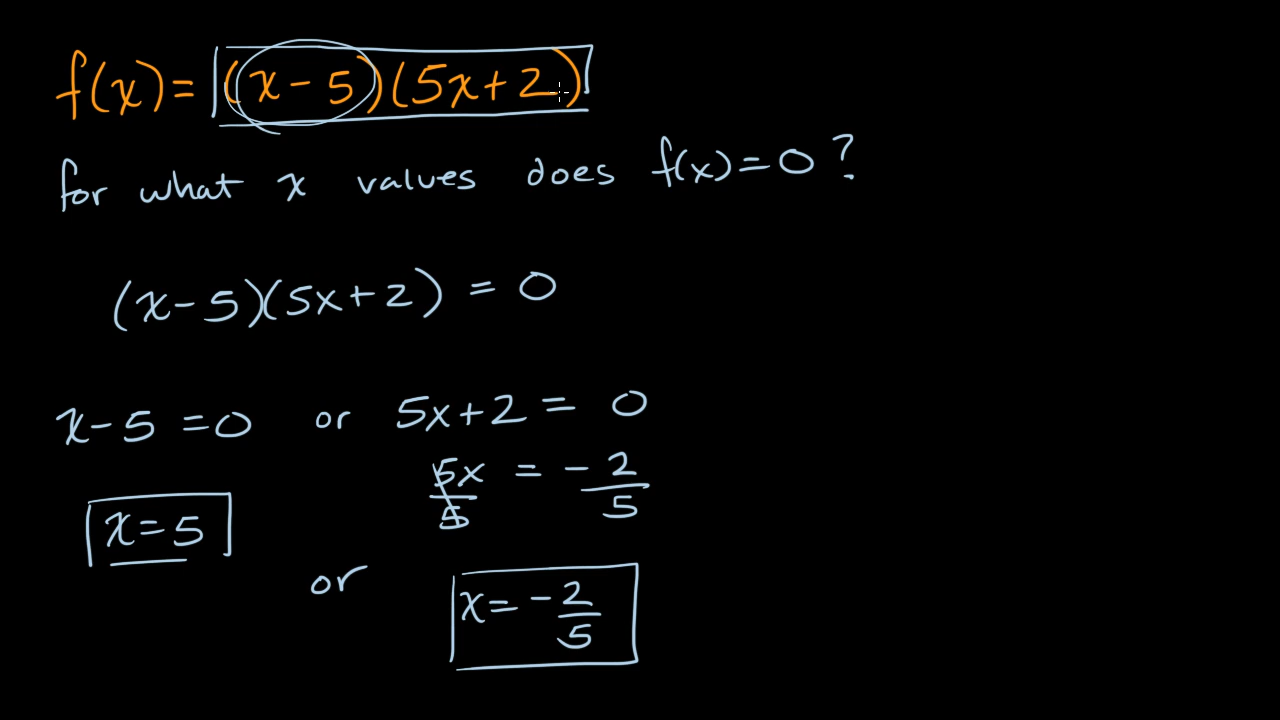 f(x) = (x-5)(5x+2)
for what x values does f(x)=0?
(x-5)(5x+2) = 0
x-5 =0 or 5x+2 = 0
5x/5 = -2/5
x=5
or
x= -2/5